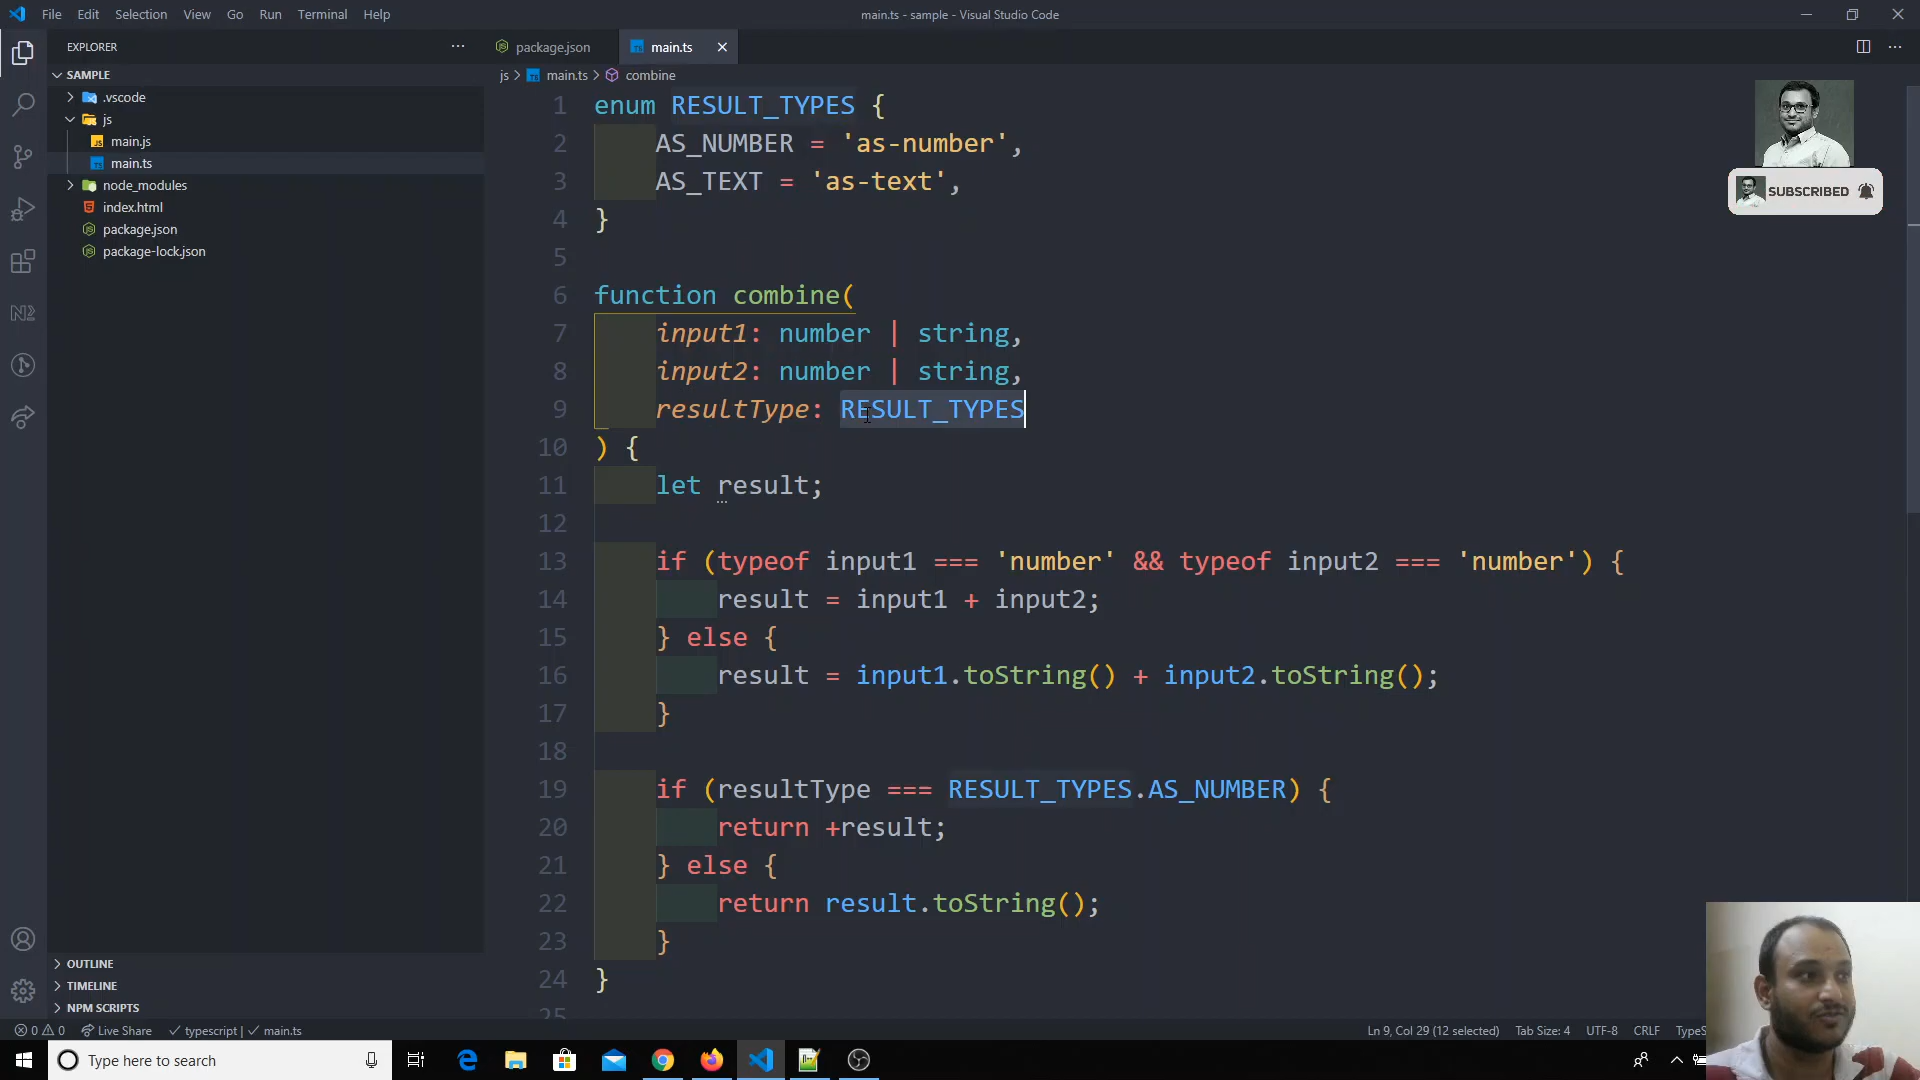 File Edit Selection View Go Run Terminal Help
main.ts - sample - Visual Studio Code
EXPLORER
SAMPLE
.vscode
js
main.js
main.ts
node_modules
index.html
package.json
package-lock.json
OUTLINE
TIMELINE
NPM SCRIPTS
package.json
main.ts
js > main.ts > combine
1 enum RESULT_TYPES {
2 AS_NUMBER = 'as-number',
3 AS_TEXT = 'as-text',
4 }
5
6 function combine(
7 input1: number | string,
8 input2: number | string,
9 resultType: RESULT_TYPES
10 ) {
11 let result;
12
13 if (typeof input1 === 'number' && typeof input2 === 'number') {
14 result = input1 + input2;
15 } else {
16 result = input1.toString() + input2.toString();
17 }
18
19 if (resultType === RESULT_TYPES.AS_NUMBER) {
20 return +result;
21 } else {
22 return result.toString();
23 }
24 }
25
SUBSCRIBED
0 0 Live Share typescript | main.ts
Ln 9, Col 29 (12 selected) Tab Size: 4 UTF-8 CRLF TypeS
Type here to search